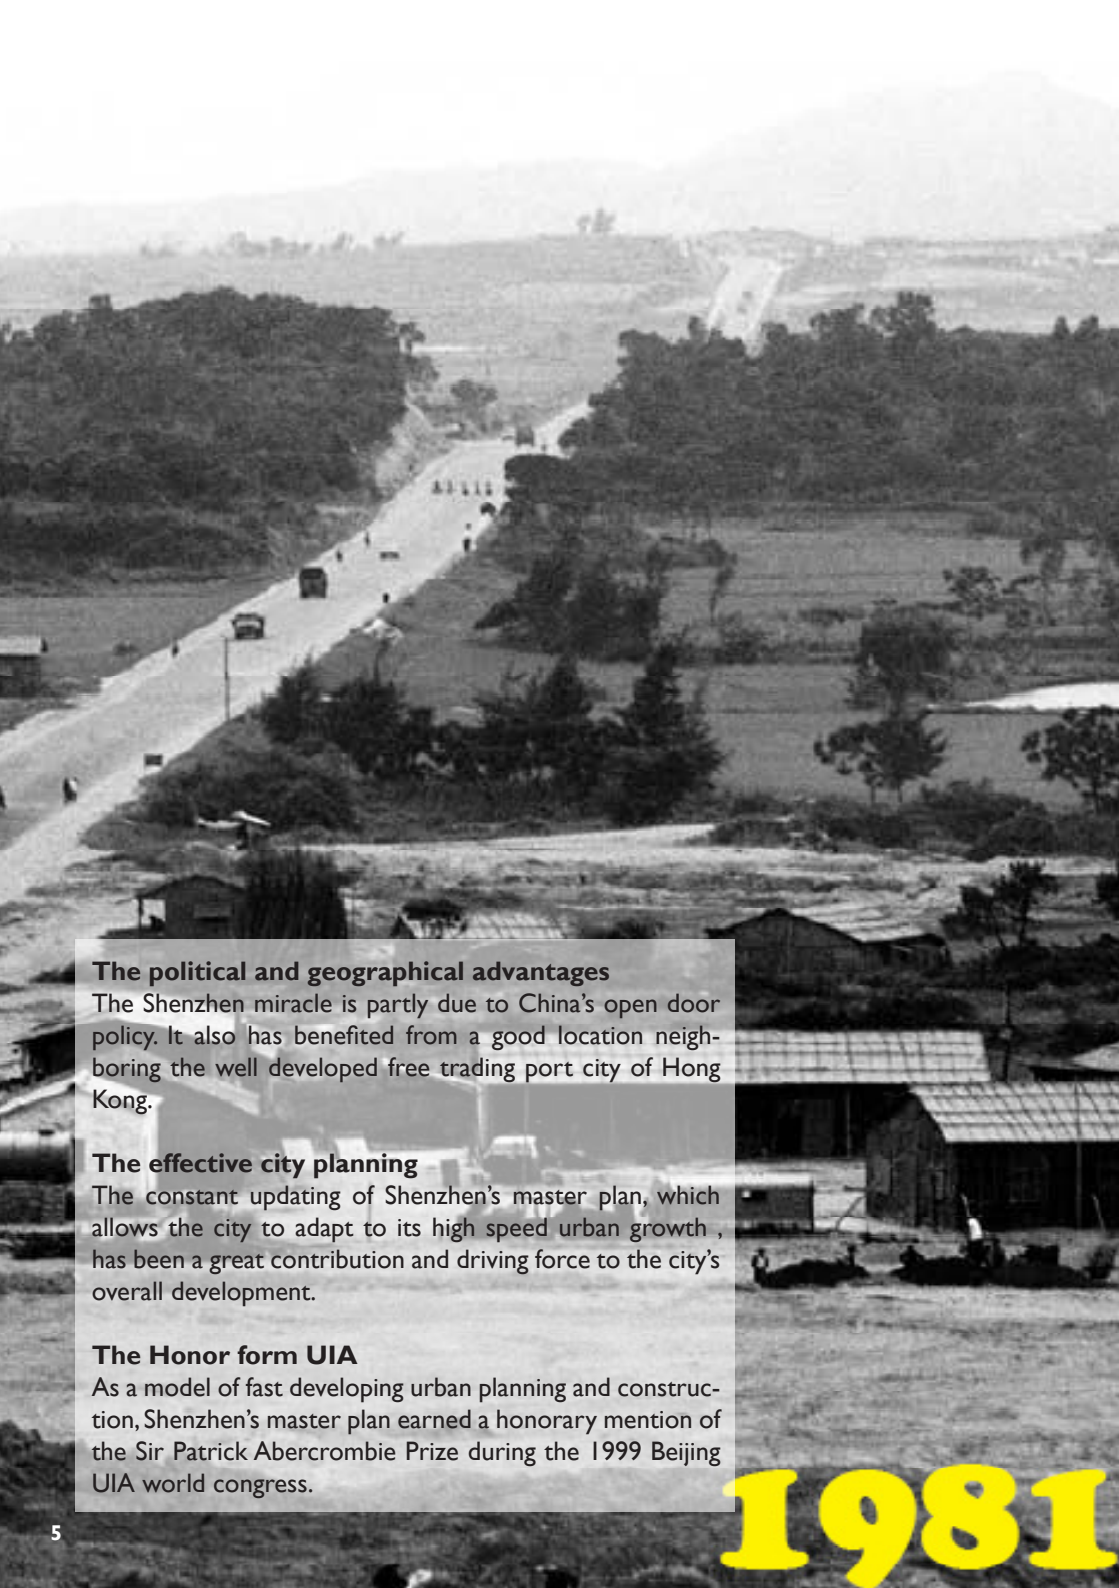 The political and geographical advantages
The Shenzhen miracle is partly due to China's open door
policy. It also has benefited from a good location neigh-
boring the well developed free trading port city of Hong
Kong.
The effective city planning
The constant updating of Shenzhen's master plan, which
allows the city to adapt to its high speed urban growth ,
has been a great contribution and driving force to the city's
overall development.
The Honor form UIA
As a model of fast developing urban planning and construc-
tion, Shenzhen's master plan earned a honorary mention of
the Sir Patrick Abercrombie Prize during the 1999 Beijing
UIA world congress.
5
1981